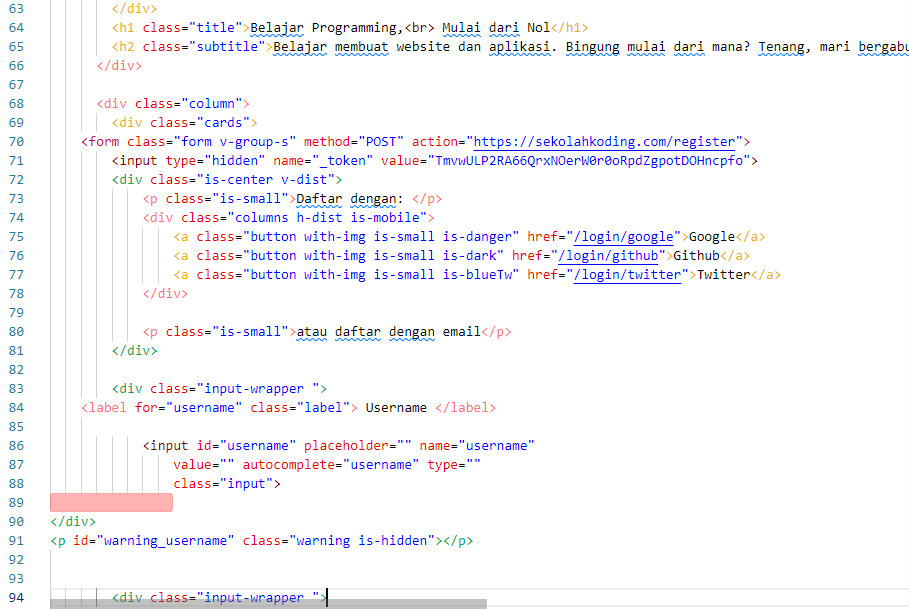 63 </div>
64 <h1 class="title">Belajar Programming,<br> Mulai dari Nol</h1>
65 <h2 class="subtitle">Belajar membuat website dan aplikasi. Bingung mulai dari mana? Tenang, mari bergabu
66 </div>
67
68 <div class="column">
69 <div class="cards">
70 <form class="form v-group-s" method="POST" action="https://sekolahkoding.com/register">
71 <input type="hidden" name="_token" value="TmvwULP2RA66QrxNOerW0r0oRpdZgpotDOHncpfo">
72 <div class="is-center v-dist">
73 <p class="is-small">Daftar dengan: </p>
74 <div class="columns h-dist is-mobile">
75 <a class="button with-img is-small is-danger" href="/login/google">Google</a>
76 <a class="button with-img is-small is-dark" href="/login/github">Github</a>
77 <a class="button with-img is-small is-blueTw" href="/login/twitter">Twitter</a>
78 </div>
79
80 <p class="is-small">atau daftar dengan email</p>
81 </div>
82
83 <div class="input-wrapper ">
84 <label for="username" class="label"> Username </label>
85
86 <input id="username" placeholder="" name="username"
87 value="" autocomplete="username" type=""
88 class="input">
89
90 </div>
91 <p id="warning_username" class="warning is-hidden"></p>
92
93
94 <div class="input-wrapper ">